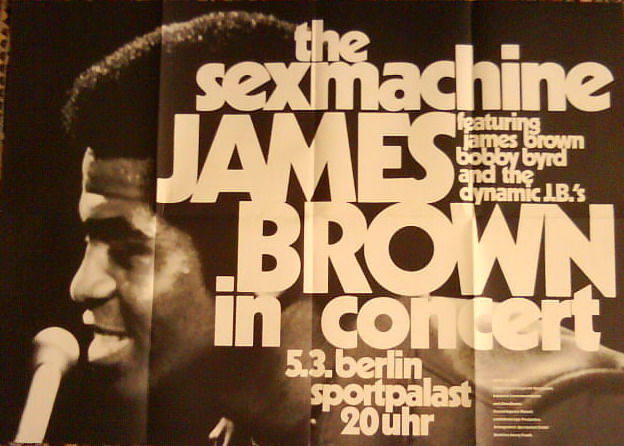 the
sexmachine
JAMES
featuring
james brown
bobby byrd
and the
dynamic J.B.'s
BROWN
in concert
5.3. berlin
sportpalast
20 uhr